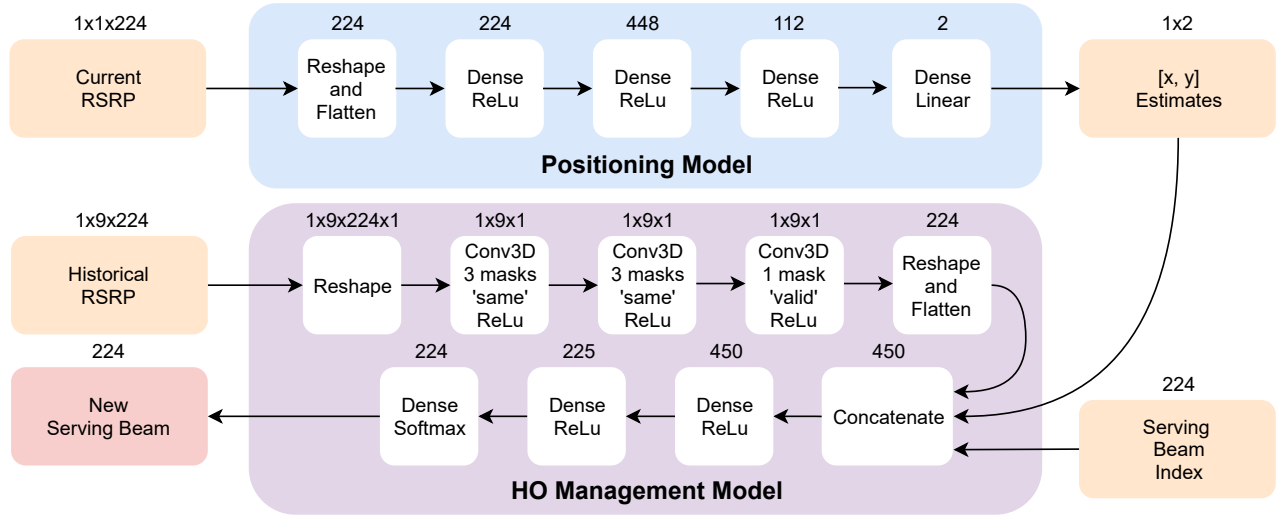 1x1x224
224
224
448
112
2
1x2
Current
RSRP
Reshape
and
Flatten
Dense
ReLu
Dense
ReLu
Dense
ReLu
Dense
Linear
[x, y]
Estimates
Positioning Model
1x9x224
1x9x224x1
1x9x1
1x9x1
1x9x1
224
Historical
RSRP
Reshape
Conv3D
3 masks
'same'
ReLu
Conv3D
3 masks
'same'
ReLu
Conv3D
1 mask
'valid'
ReLu
Reshape
and
Flatten
224
224
225
450
450
224
New
Serving Beam
Dense
Softmax
Dense
ReLu
Dense
ReLu
Concatenate
Serving
Beam
Index
HO Management Model